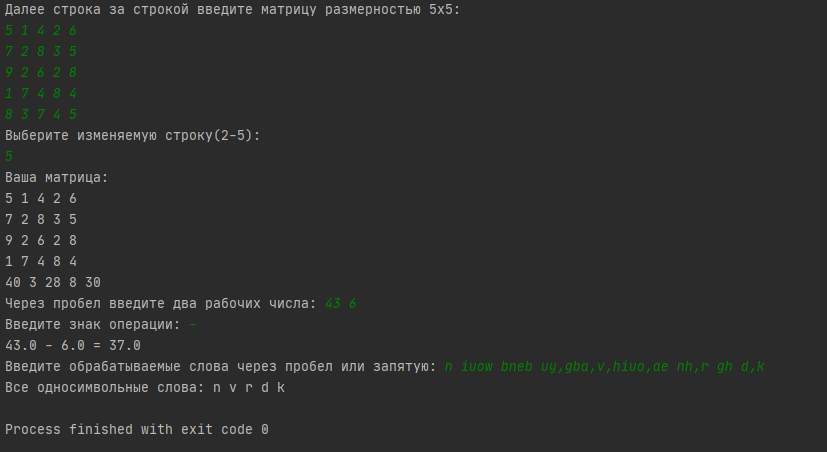 Далее строка за строкой введите матрицу размерностью 5x5:
5 1 4 2 6
7 2 8 3 5
9 2 6 2 8
1 7 4 8 4
8 3 7 4 5
Выберите изменяемую строку(2-5):
5
Ваша матрица:
5 1 4 2 6
7 2 8 3 5
9 2 6 2 8
1 7 4 8 4
40 3 28 8 30
Через пробел введите два рабочих числа: 43 6
Введите знак операции: -
43.0 - 6.0 = 37.0
Введите обрабатываемые слова через пробел или запятую: n iuow bneb uy,gba,v,hiuo,ae nh,r gh d,k
Все односимвольные слова: n v r d k
Process finished with exit code 0